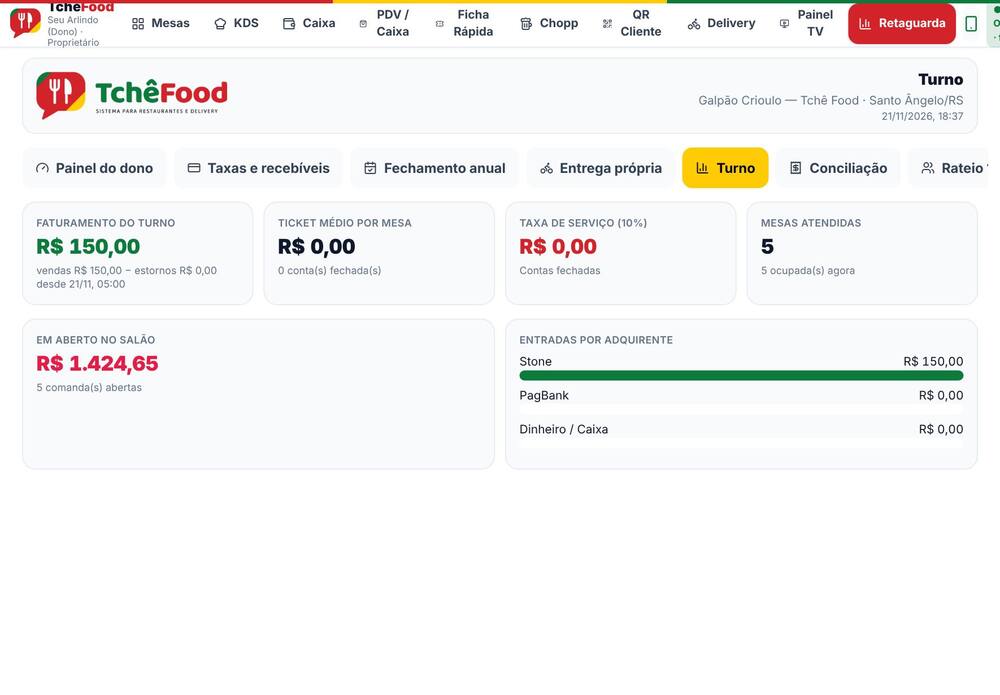 TchêFood
Seu Arlindo
(Dono) ·
Proprietário
Mesas
KDS
Caixa
PDV /
Caixa
Ficha
Rápida
Chopp
QR
Cliente
Delivery
Painel
TV
Retaguarda
TchêFood
SISTEMA PARA RESTAURANTES E DELIVERY
Turno
Galpão Crioulo — Tchê Food · Santo Ângelo/RS
21/11/2026, 18:37
Painel do dono
Taxas e recebíveis
Fechamento anual
Entrega própria
Turno
Conciliação
Rateio
FATURAMENTO DO TURNO
R$ 150,00
vendas R$ 150,00 − estornos R$ 0,00
desde 21/11, 05:00
TICKET MÉDIO POR MESA
R$ 0,00
0 conta(s) fechada(s)
TAXA DE SERVIÇO (10%)
R$ 0,00
Contas fechadas
MESAS ATENDIDAS
5
5 ocupada(s) agora
EM ABERTO NO SALÃO
R$ 1.424,65
5 comanda(s) abertas
ENTRADAS POR ADQUIRENTE
Stone R$ 150,00
PagBank R$ 0,00
Dinheiro / Caixa R$ 0,00